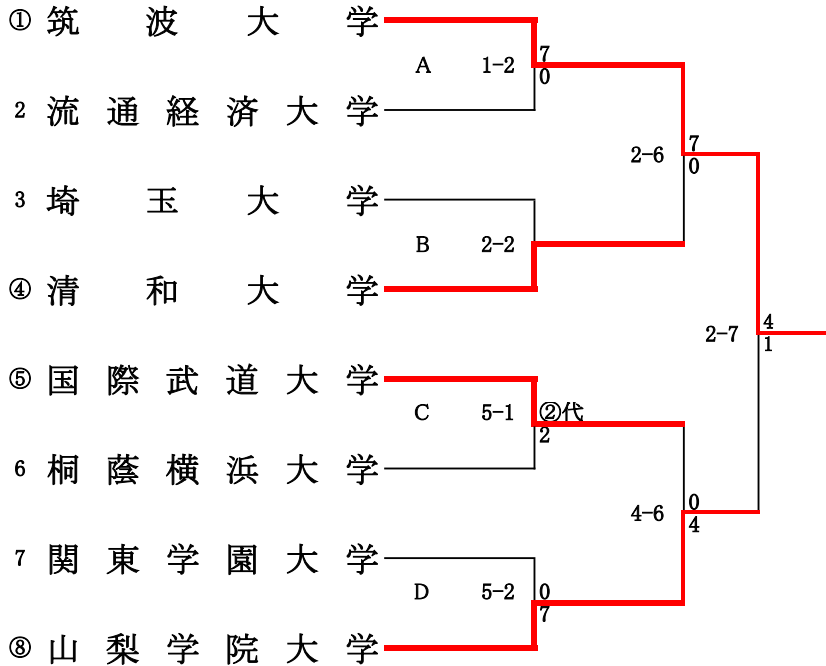 ① 筑波大学
7
A 1-2
0
2 流通経済大学
2-6
7
0
3 埼玉大学
B 2-2
④ 清和大学
2-7
4
1
⑤ 国際武道大学
C 5-1
②代
2
6 桐蔭横浜大学
4-6
0
4
7 関東学園大学
D 5-2
0
7
⑧ 山梨学院大学